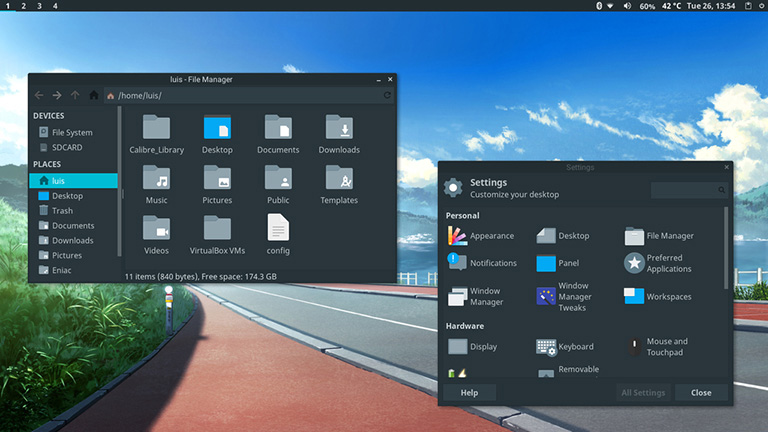 1 2 3 4
60% 42 °C Tue 26, 13:54
luis - File Manager
/home/luis/
DEVICES
File System
SDCARD
PLACES
luis
Desktop
Trash
Documents
Downloads
Pictures
Eniac
Calibre_Library Desktop Documents Downloads
Music Pictures Public Templates
Videos VirtualBox VMs config
11 items (840 bytes), Free space: 174.3 GB
Settings
Settings
Customize your desktop
Personal
Appearance Desktop File Manager
Notifications Panel Preferred
Applications
Window
Manager
Window
Manager
Tweaks
Workspaces
Hardware
Display Keyboard Mouse and
Touchpad
Removable
Help All Settings Close